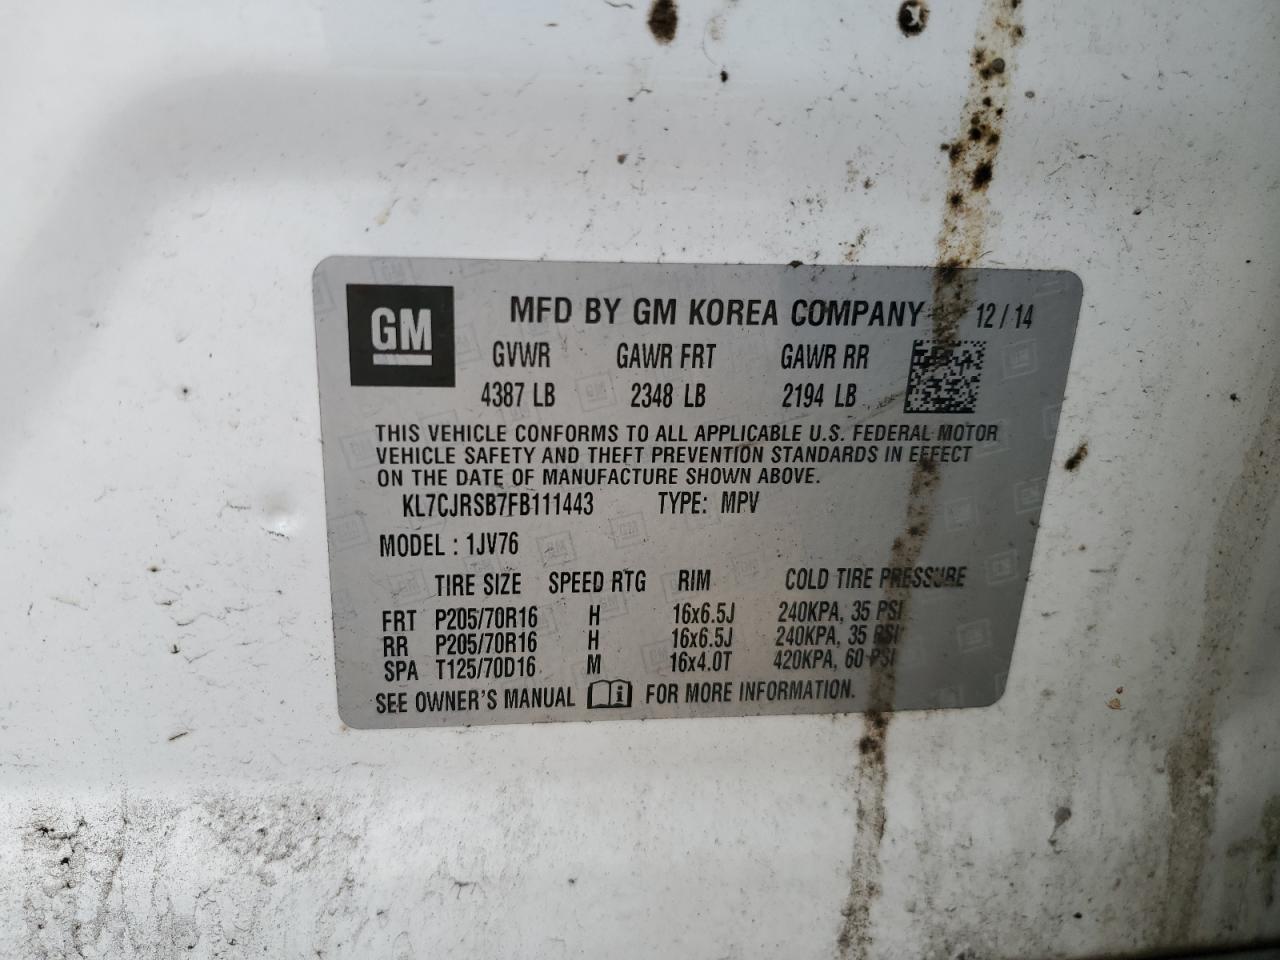 GM
MFD BY GM KOREA COMPANY 12/14
GVWR GAWR FRT GAWR RR
4387 LB 2348 LB 2194 LB
THIS VEHICLE CONFORMS TO ALL APPLICABLE U.S. FEDERAL MOTOR
VEHICLE SAFETY AND THEFT PREVENTION STANDARDS IN EFFECT
ON THE DATE OF MANUFACTURE SHOWN ABOVE.
KL7CJRSB7FB111443 TYPE: MPV
MODEL : 1JV76
TIRE SIZE SPEED RTG RIM COLD TIRE PRESSURE
FRT P205/70R16 H 16x6.5J 240KPA, 35 PSI
RR P205/70R16 H 16x6.5J 240KPA, 35 PSI
SPA T125/70D16 M 16x4.0T 420KPA, 60 PSI
SEE OWNER'S MANUAL i FOR MORE INFORMATION.